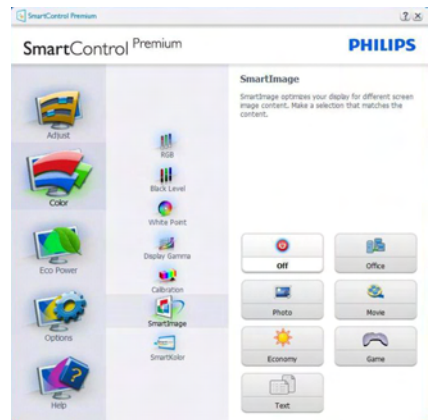 SmartControl Premium
SmartControl Premium
PHILIPS
Adjust
Color
Eco Power
Options
Help
RGB
Black Level
White Point
Display Gamma
Calibration
SmartImage
SmartKolor
SmartImage
SmartImage optimizes your display for different screen
image content. Make a selection that matches the
content.
Off
Office
Photo
Movie
Economy
Game
Text